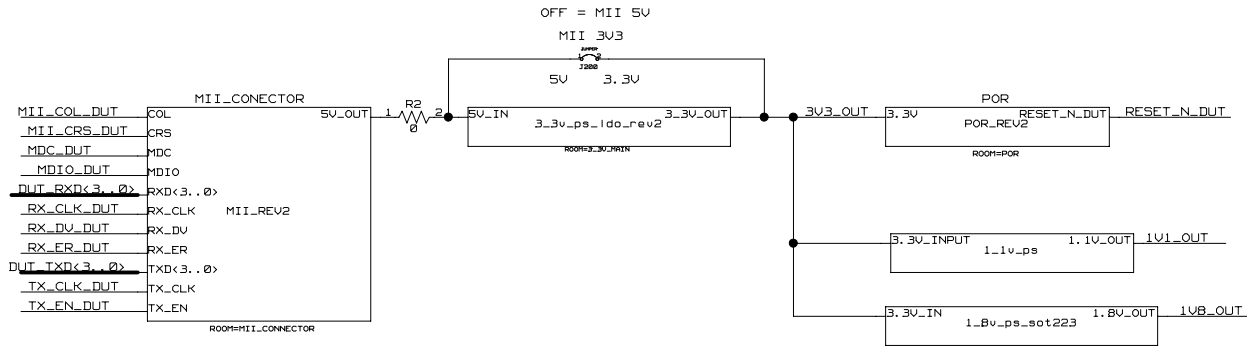 OFF = MII 5V
MII 3V3
JUMPER
1 2
J200
5V 3.3V
MII_CONECTOR
MII_COL_DUT COL
MII_CRS_DUT CRS
MDC_DUT MDC
MDIO_DUT MDIO
DUT_RXD<3..0> RXD<3..0>
RX_CLK_DUT RX_CLK
RX_DV_DUT RX_DV
RX_ER_DUT RX_ER
DUT_TXD<3..0> TXD<3..0>
TX_CLK_DUT TX_CLK
TX_EN_DUT TX_EN
MII_REV2
5V_OUT
ROOM=MII_CONNECTOR
R2
1 2
0
5V_IN 3_3V_OUT
3_3v_ps_ldo_rev2
ROOM=3_3V_MAIN
3V3_OUT
POR
3.3V RESET_N_DUT RESET_N_DUT
POR_REV2
ROOM=POR
3.3V_INPUT 1.1V_OUT 1V1_OUT
1_1v_ps
3.3V_IN 1.8V_OUT 1V8_OUT
1_8v_ps_sot223